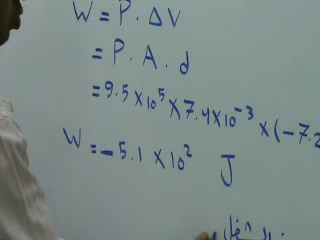 W = P . ΔV
= P . A . d
= 9.5 × 10⁵ × 7.4 × 10⁻³ × (-7.2
W = -5.1 × 10² J